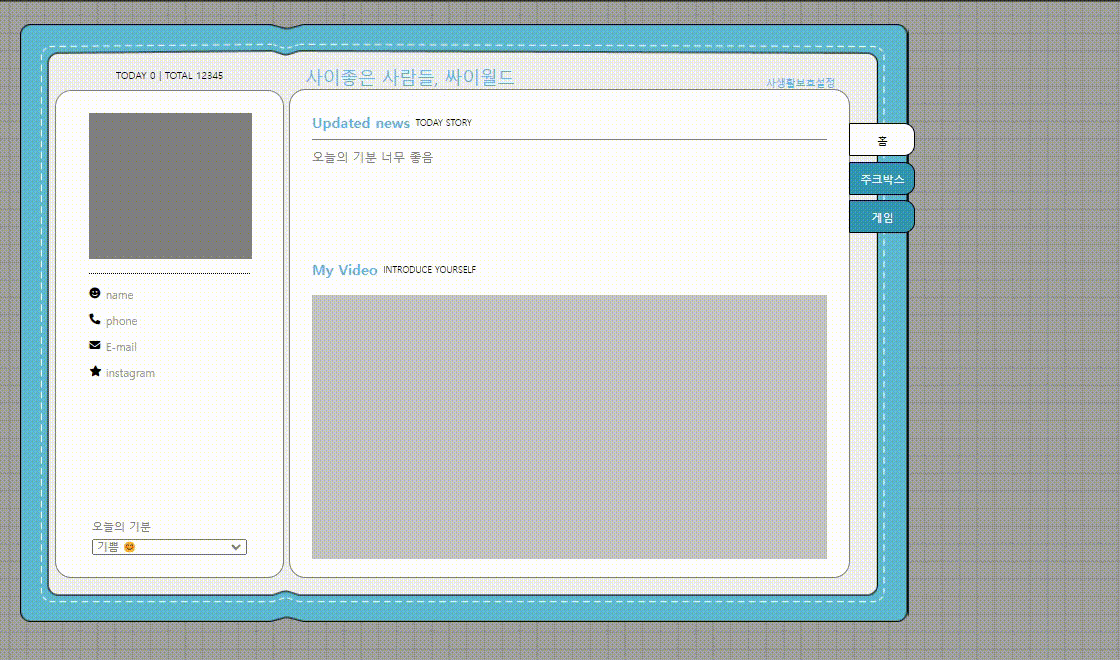 TODAY 0 | TOTAL 12345
사이좋은 사람들, 싸이월드
사생활보호설정
name
phone
E-mail
instagram
오늘의 기분
기쁨 😊
Updated news TODAY STORY
오늘의 기분 너무 좋음
My Video INTRODUCE YOURSELF
홈
주크박스
게임